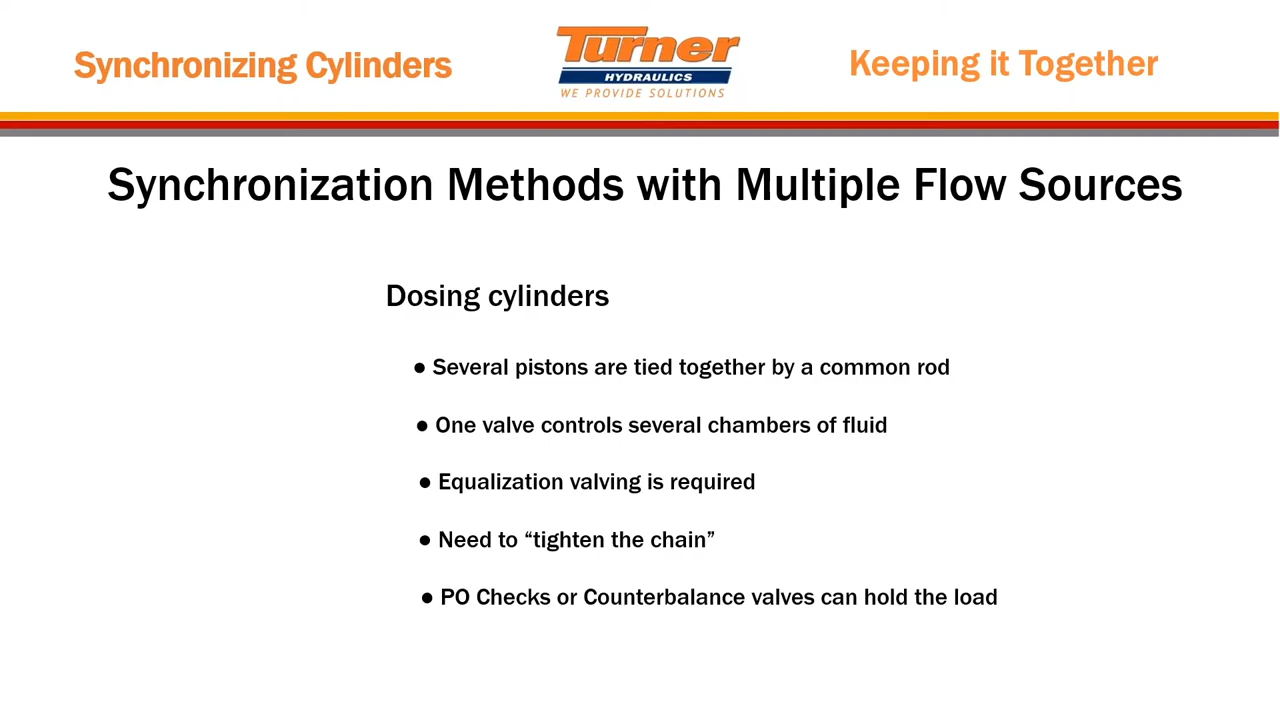 Synchronizing Cylinders
Turner
HYDRAULICS
WE PROVIDE SOLUTIONS
Keeping it Together
Synchronization Methods with Multiple Flow Sources
Dosing cylinders
● Several pistons are tied together by a common rod
● One valve controls several chambers of fluid
● Equalization valving is required
● Need to “tighten the chain”
● PO Checks or Counterbalance valves can hold the load